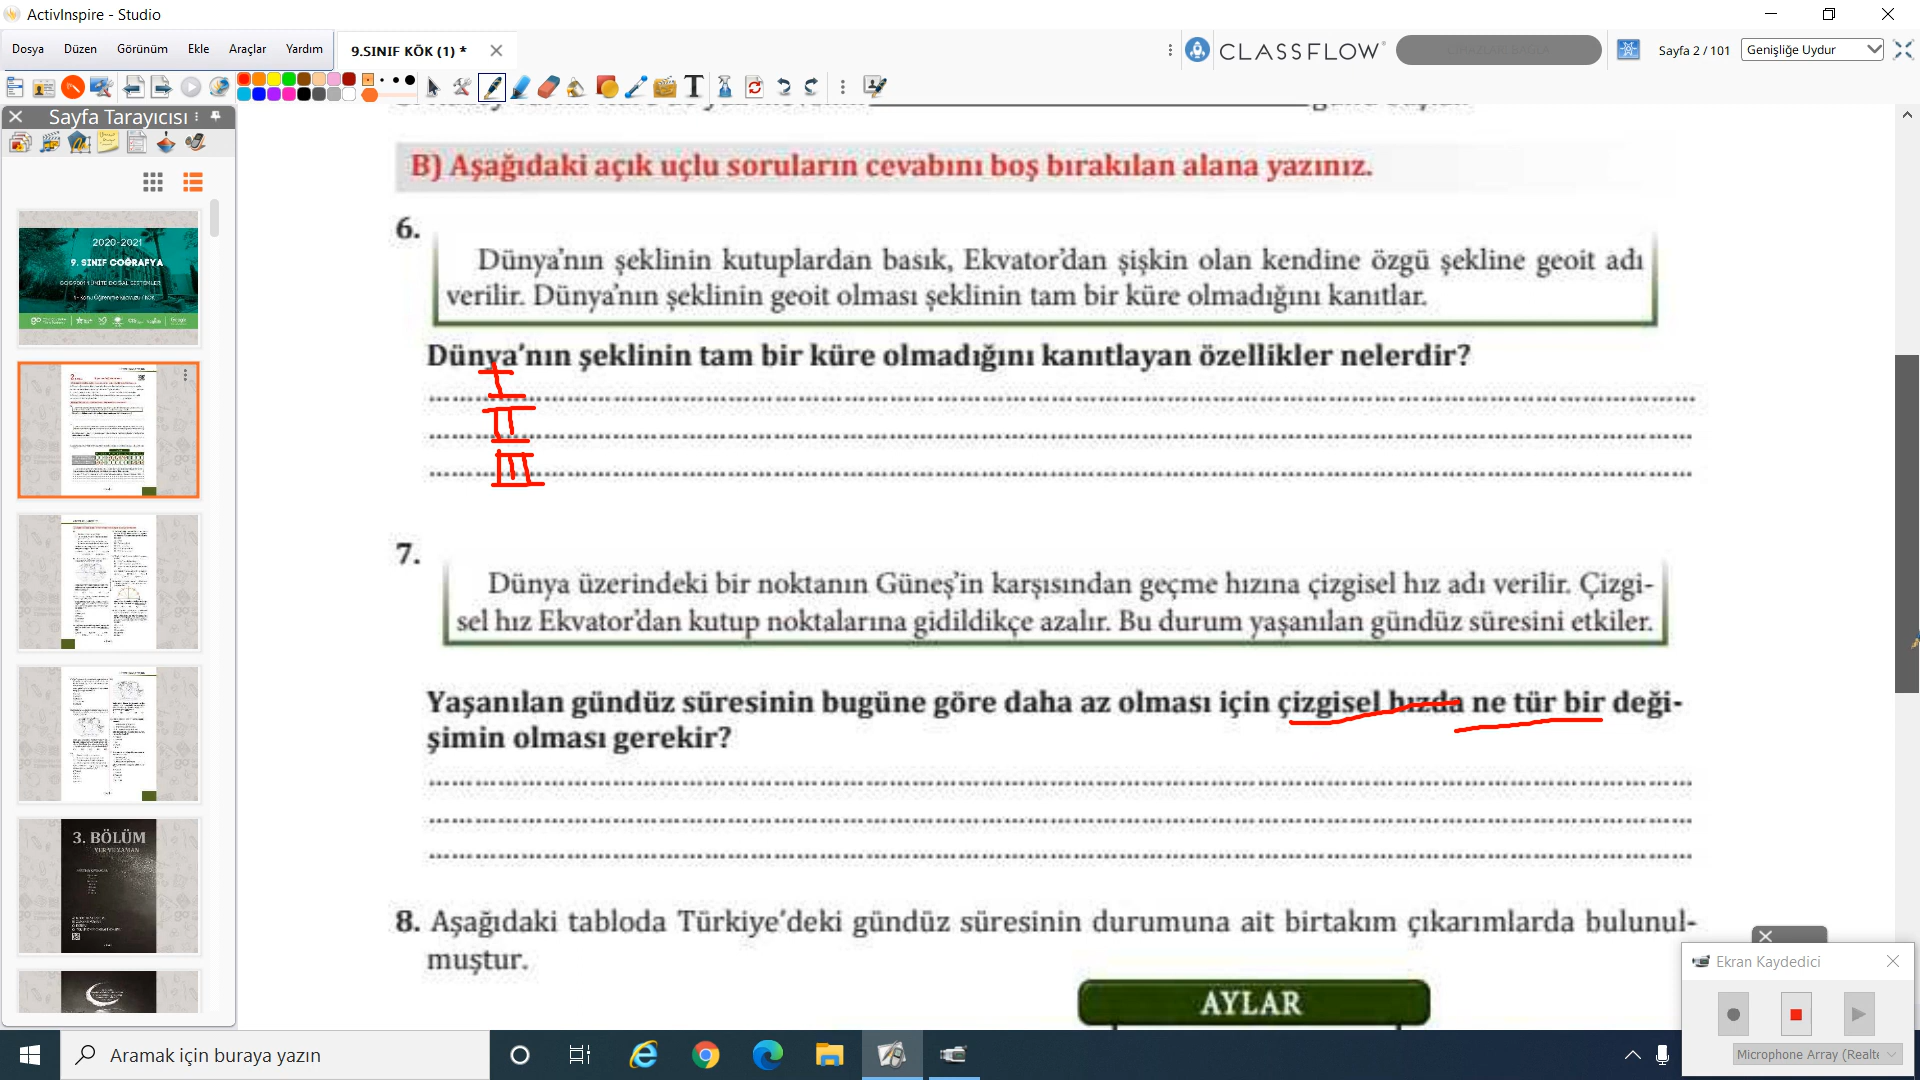 ActivInspire - Studio
Dosya Düzen Görünüm Ekle Araçlar Yardım
9.SINIF KÖK (1) *
CLASSFLOW
Sayfa 2 / 101
Genişliğe Uydur
Sayfa Tarayıcısı
2020-2021
9. SINIF COĞRAFYA
B) Aşağıdaki açık uçlu soruların cevabını boş bırakılan alana yazınız.
6.
Dünya’nın şeklinin kutuplardan basık, Ekvator’dan şişkin olan kendine özgü şekline geoit adı
verilir. Dünya’nın şeklinin geoit olması şeklinin tam bir küre olmadığını kanıtlar.
Dünya’nın şeklinin tam bir küre olmadığını kanıtlayan özellikler nelerdir?
I
II
III
7.
Dünya üzerindeki bir noktanın Güneş’in karşısından geçme hızına çizgisel hız adı verilir. Çizgi-
sel hız Ekvator’dan kutup noktalarına gidildikçe azalır. Bu durum yaşanılan gündüz süresini etkiler.
Yaşanılan gündüz süresinin bugüne göre daha az olması için çizgisel hızda ne tür bir deği-
şimin olması gerekir?
8. Aşağıdaki tabloda Türkiye’deki gündüz süresinin durumuna ait birtakım çıkarımlarda bulunul-
muştur.
AYLAR
3. BÖLÜM
Ekran Kaydedici
Microphone Array (Realte
Aramak için buraya yazın